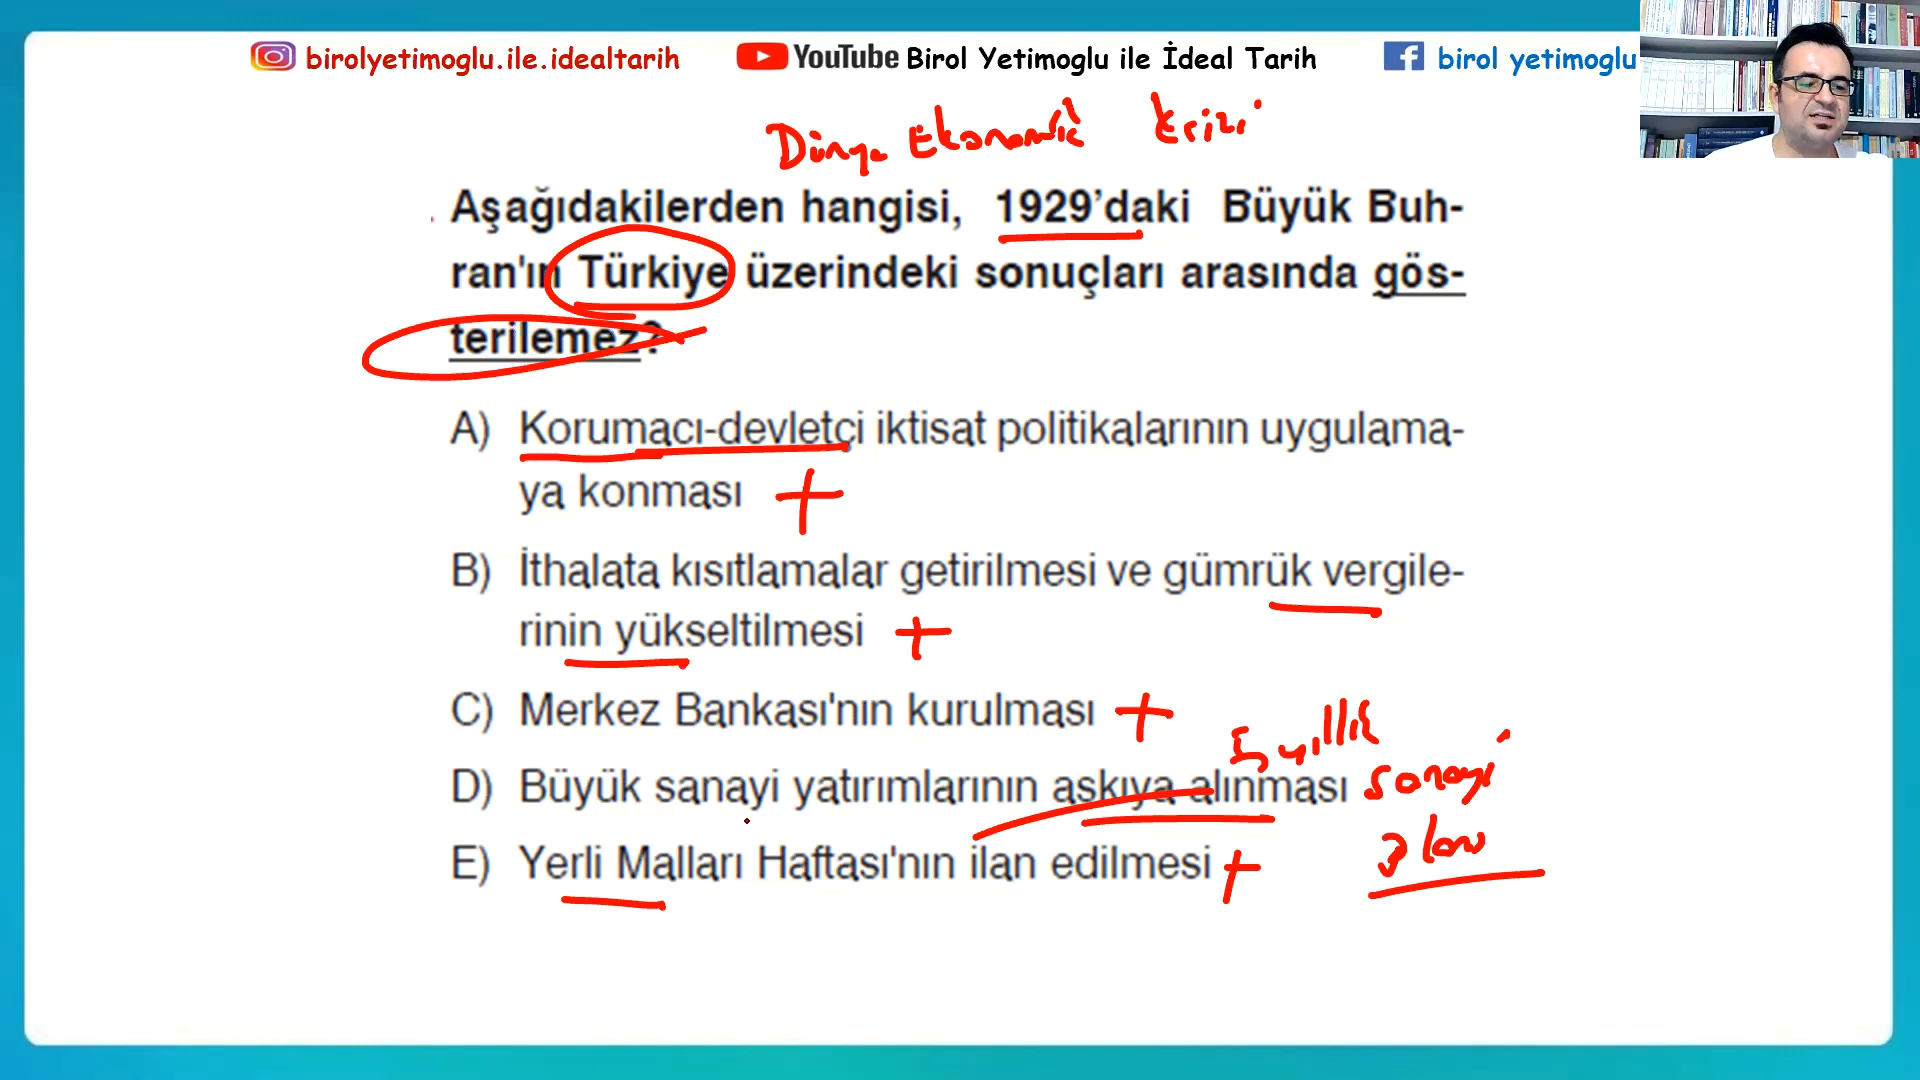 birolyetimoglu.ile.idealtarih YouTube Birol Yetimoglu ile İdeal Tarih birol yetimoglu
Dünya Ekonomik Krizi
Aşağıdakilerden hangisi, 1929’daki Büyük Buh-
ran'ın Türkiye üzerindeki sonuçları arasında gös-
terilemez?
A) Korumacı-devletçi iktisat politikalarının uygulama-
ya konması +
B) İthalata kısıtlamalar getirilmesi ve gümrük vergile-
rinin yükseltilmesi +
C) Merkez Bankası'nın kurulması +
5 yıllık
D) Büyük sanayi yatırımlarının askıya alınması sanayi
planı
E) Yerli Malları Haftası'nın ilan edilmesi +